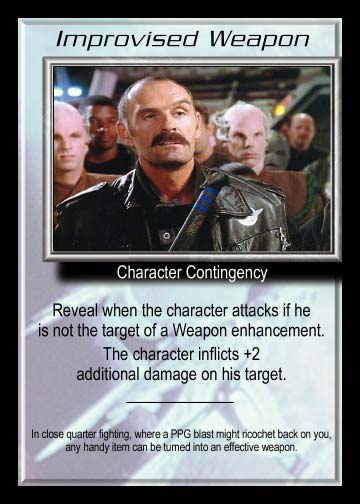 Improvised Weapon
Character Contingency
Reveal when the character attacks if he
is not the target of a Weapon enhancement.
The character inflicts +2
additional damage on his target.
In close quarter fighting, where a PPG blast might ricochet back on you,
any handy item can be turned into an effective weapon.